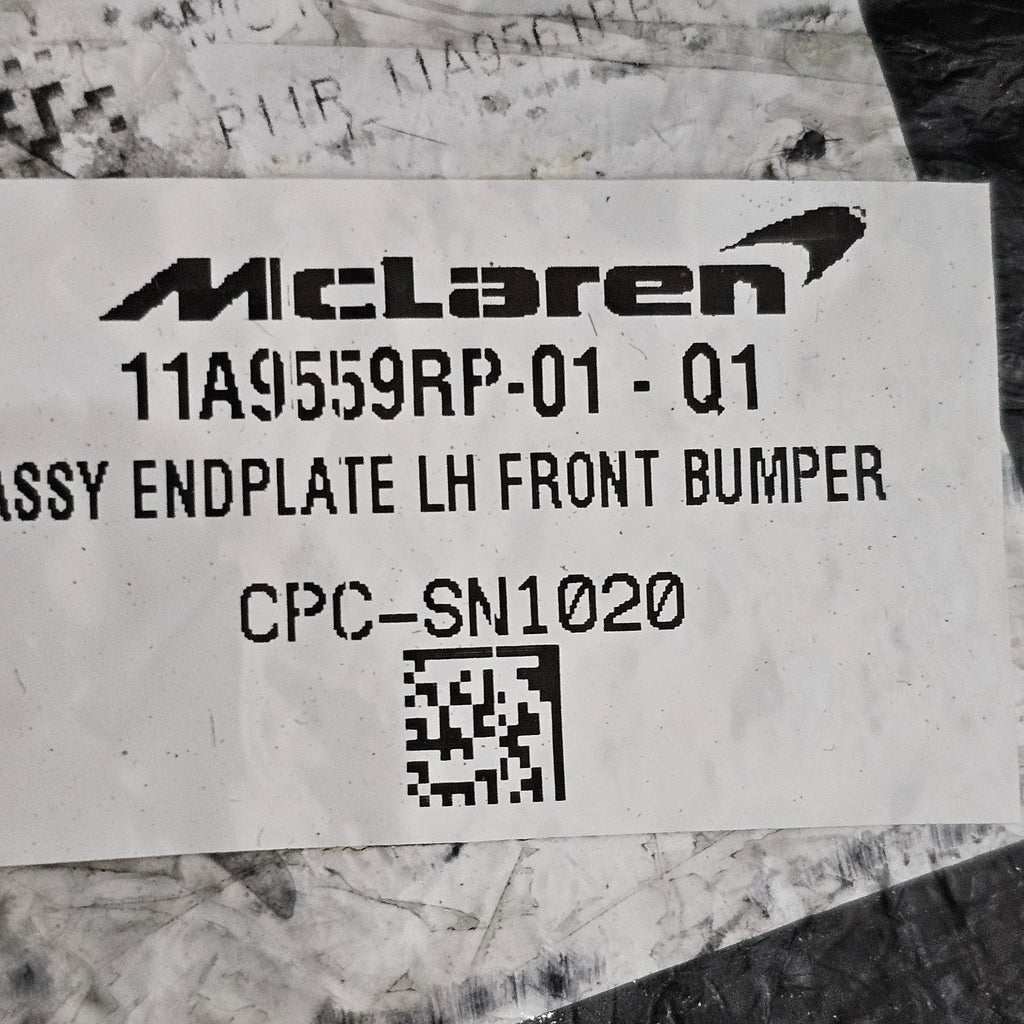 McLaren
11A9559RP-01 - Q1
ASSY ENDPLATE LH FRONT BUMPER
CPC-SN1020